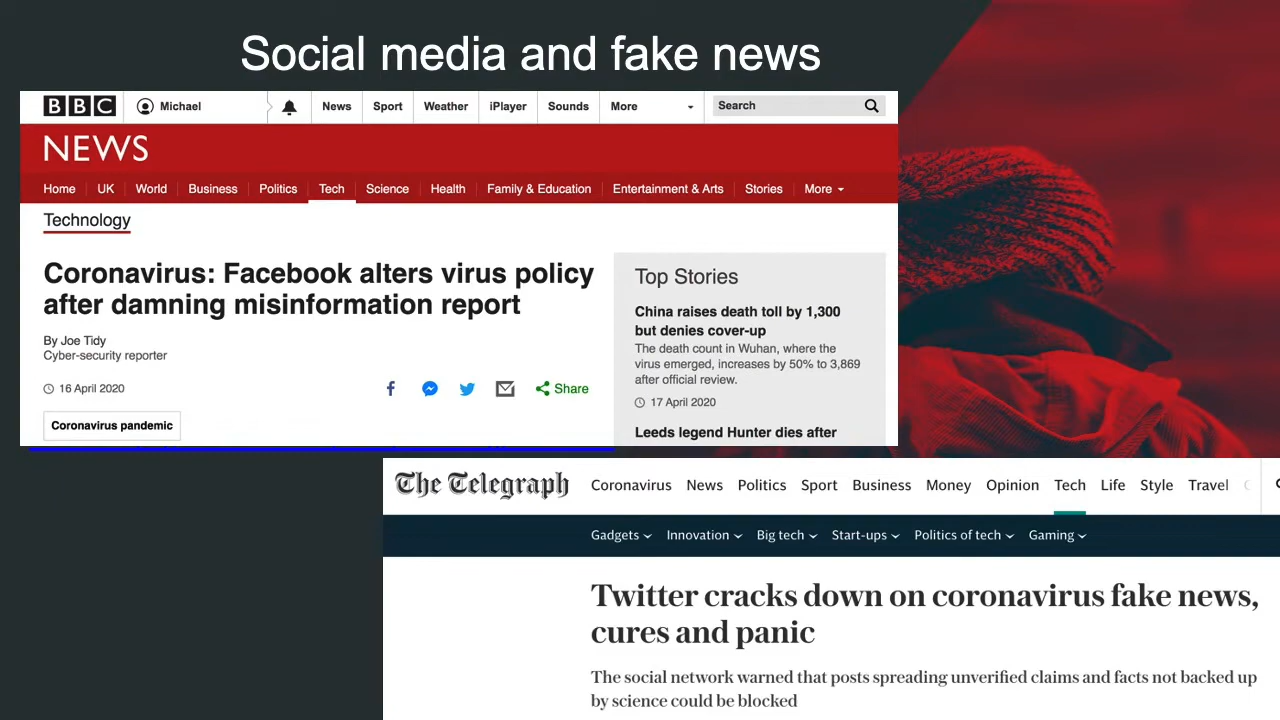 Social media and fake news
BBC Michael News Sport Weather iPlayer Sounds More Search
NEWS
Home UK World Business Politics Tech Science Health Family & Education Entertainment & Arts Stories More
Technology
Coronavirus: Facebook alters virus policy
after damning misinformation report
By Joe Tidy
Cyber-security reporter
16 April 2020
Share
Coronavirus pandemic
Top Stories
China raises death toll by 1,300
but denies cover-up
The death count in Wuhan, where the
virus emerged, increases by 50% to 3,869
after official review.
17 April 2020
Leeds legend Hunter dies after
The Telegraph Coronavirus News Politics Sport Business Money Opinion Tech Life Style Travel
Gadgets Innovation Big tech Start-ups Politics of tech Gaming
Twitter cracks down on coronavirus fake news,
cures and panic
The social network warned that posts spreading unverified claims and facts not backed up
by science could be blocked